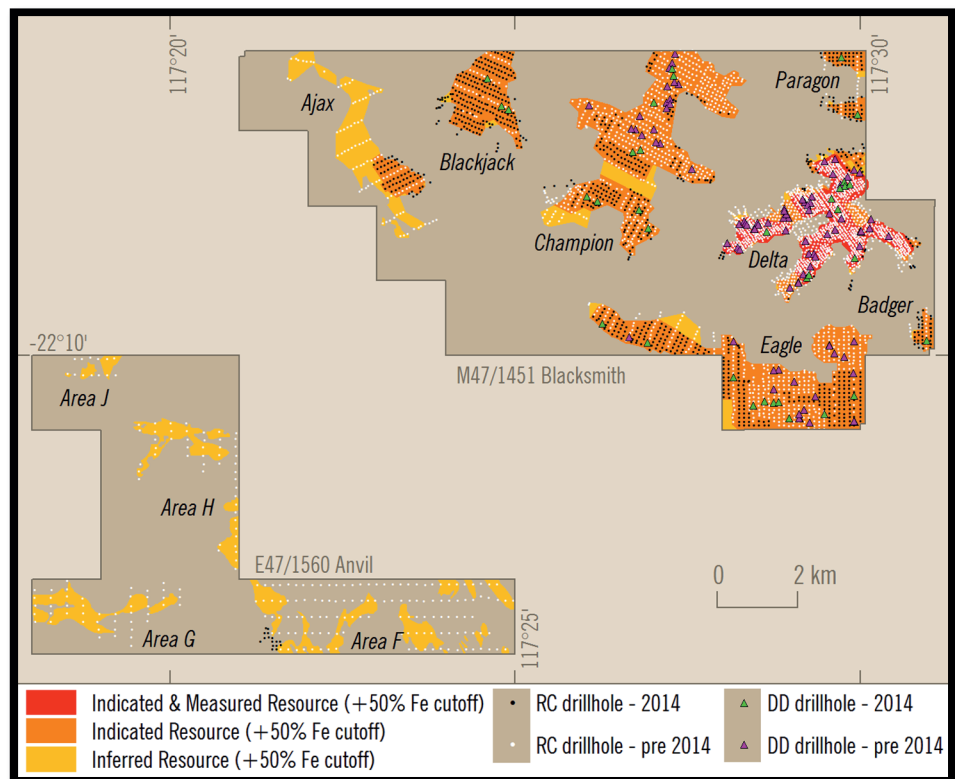 117°20'
117°30'
Ajax
Paragon
Blackjack
Champion
Delta
Badger
-22°10'
Eagle
M47/1451 Blacksmith
Area J
Area H
E47/1560 Anvil
0 2 km
Area G
Area F
117°25'
Indicated & Measured Resource (+50% Fe cutoff)
Indicated Resource (+50% Fe cutoff)
Inferred Resource (+50% Fe cutoff)
RC drillhole - 2014
RC drillhole - pre 2014
DD drillhole - 2014
DD drillhole - pre 2014